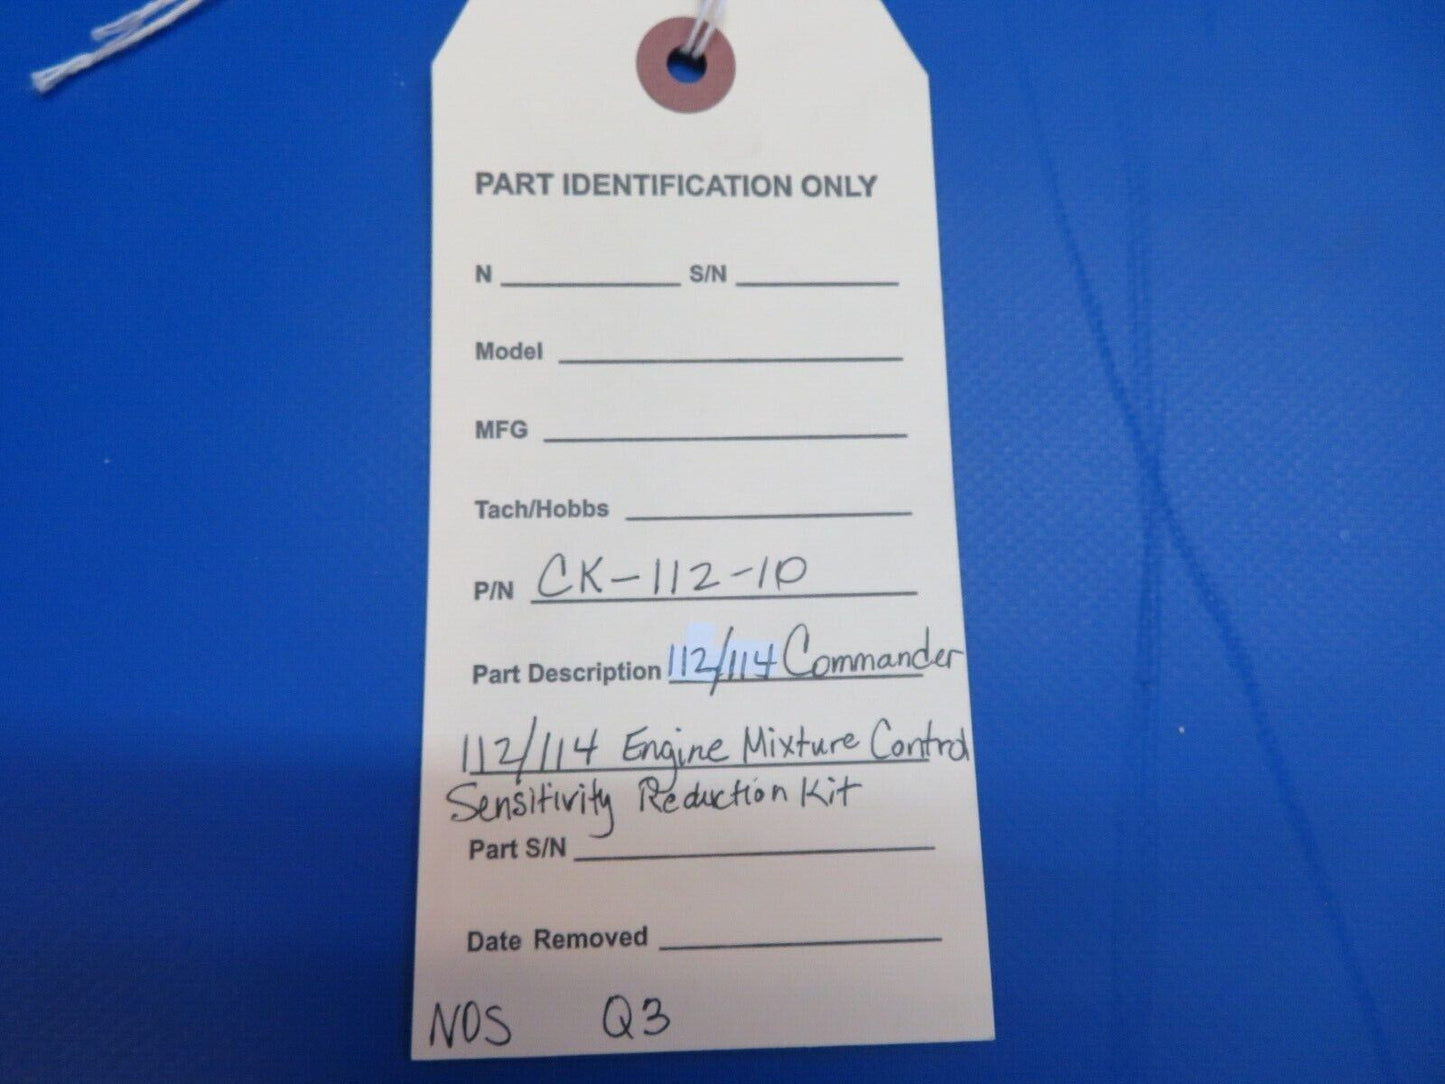 PART IDENTIFICATION ONLY
N S/N
Model
MFG
Tach/Hobbs
P/N CK-112-10
Part Description 112/114 Commander
112/114 Engine Mixture Control
Sensitivity Reduction Kit
Part S/N
Date Removed
NOS Q3